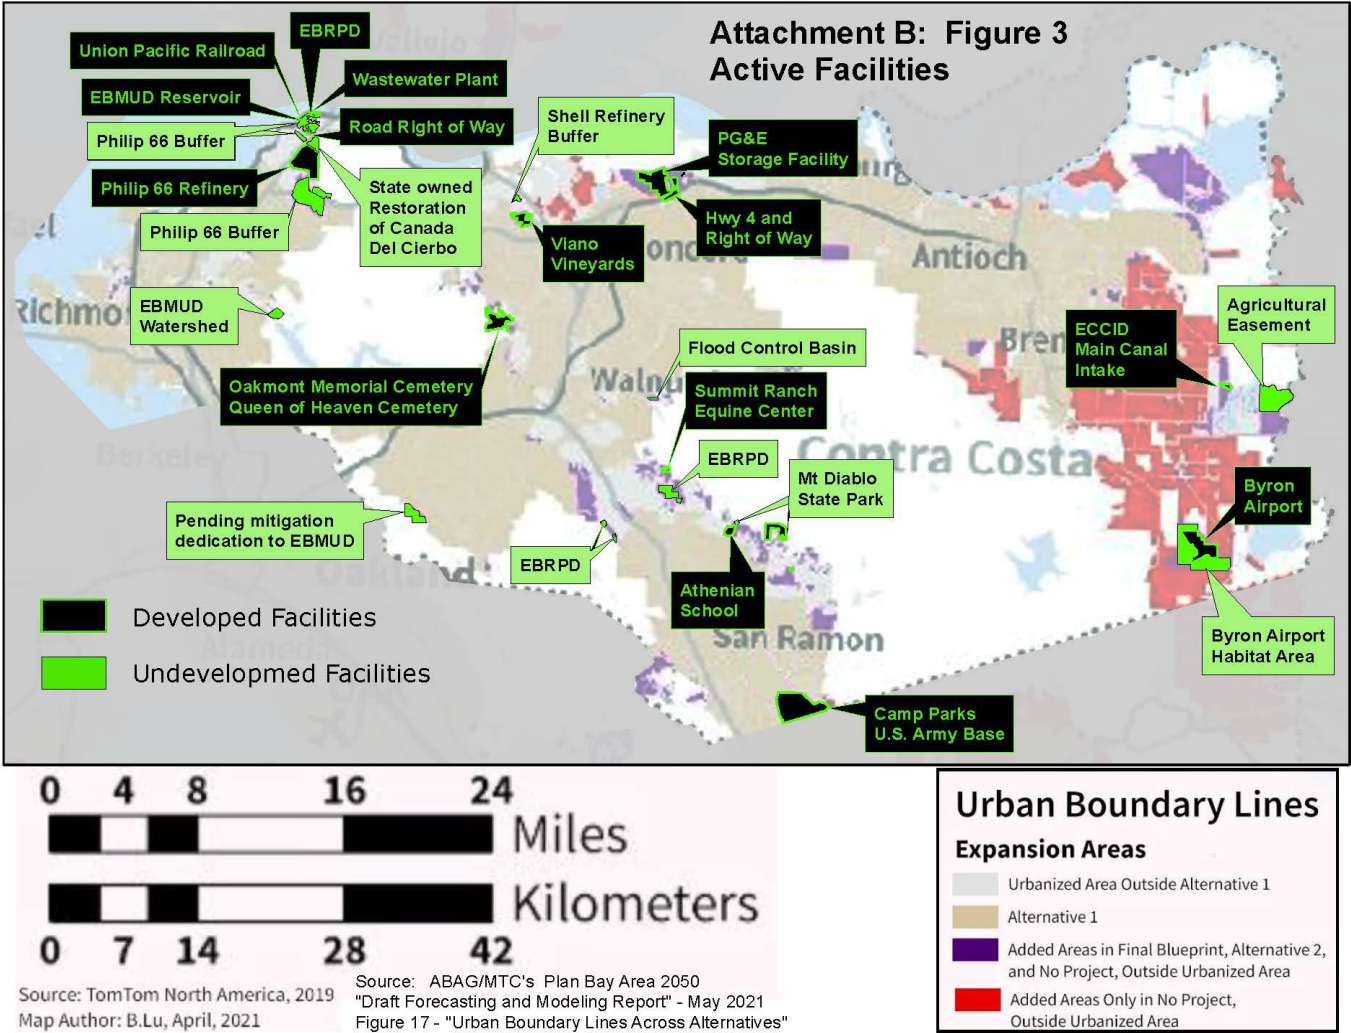 Attachment B:  Figure 3
Active Facilities
EBRPD
Union Pacific Railroad
Wastewater Plant
EBMUD Reservoir
Road Right of Way
Philip 66 Buffer
Philip 66 Refinery
Philip 66 Buffer
State owned
Restoration
of Canada
Del Cierbo
Shell Refinery
Buffer
PG&E
Storage Facility
Hwy 4 and
Right of Way
Viano
Vineyards
Vallejo
Antioch
Richmo
EBMUD
Watershed
Oakmont Memorial Cemetery
Queen of Heaven Cemetery
Flood Control Basin
Walnu
Summit Ranch
Equine Center
EBRPD
Mt Diablo
State Park
Contra Costa
Bren
ECCID
Main Canal
Intake
Agricultural
Easement
Byron
Airport
Byron Airport
Habitat Area
Berkeley
Pending mitigation
dedication to EBMUD
EBRPD
Oakland
Athenian
School
San Ramon
Alameda
Camp Parks
U.S. Army Base
Developed Facilities
Undevelopmed Facilities
0 4 8 16 24
Miles
Kilometers
0 7 14 28 42
Source: TomTom North America, 2019
Map Author: B.Lu, April, 2021
Source:  ABAG/MTC's  Plan Bay Area 2050
"Draft Forecasting and Modeling Report" - May 2021
Figure 17 - "Urban Boundary Lines Across Alternatives"
Urban Boundary Lines
Expansion Areas
Urbanized Area Outside Alternative 1
Alternative 1
Added Areas in Final Blueprint, Alternative 2,
and No Project, Outside Urbanized Area
Added Areas Only in No Project,
Outside Urbanized Area